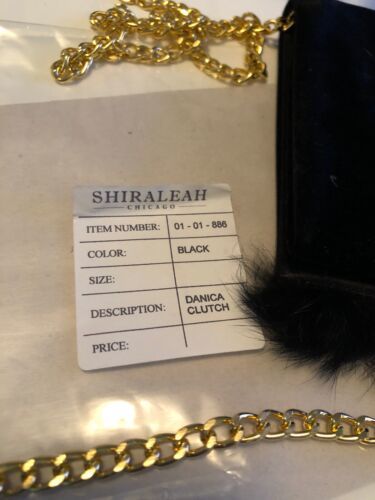 SHIRALEAH
CHICAGO
ITEM NUMBER: 01 - 01 - 886
COLOR: BLACK
SIZE:
DESCRIPTION: DANICA CLUTCH
PRICE: